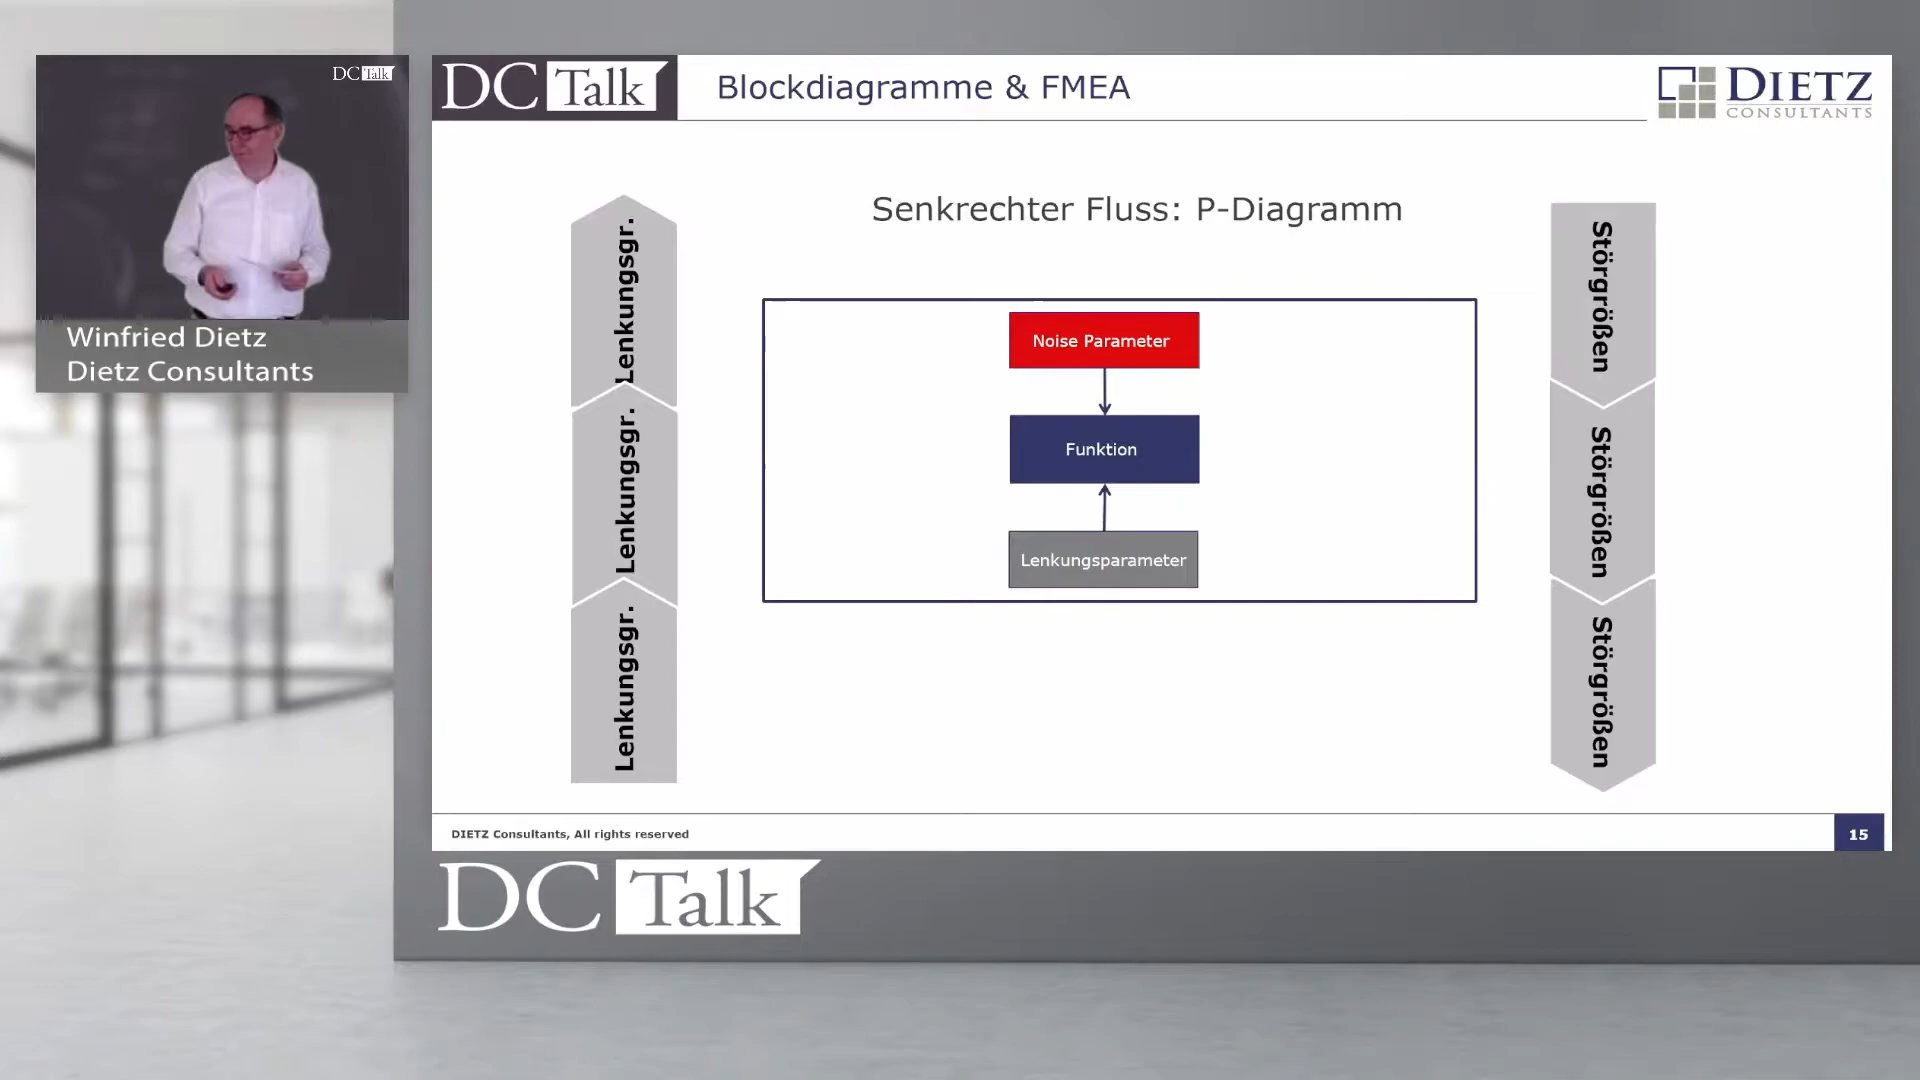 DC Talk
Winfried Dietz
Dietz Consultants
DC Talk
Blockdiagramme & FMEA
DIETZ
CONSULTANTS
Senkrechter Fluss: P-Diagramm
Lenkungsgr.
Lenkungsgr.
Lenkungsgr.
Noise Parameter
Funktion
Lenkungsparameter
Störgrößen
Störgrößen
Störgrößen
DIETZ Consultants, All rights reserved
15
DC Talk